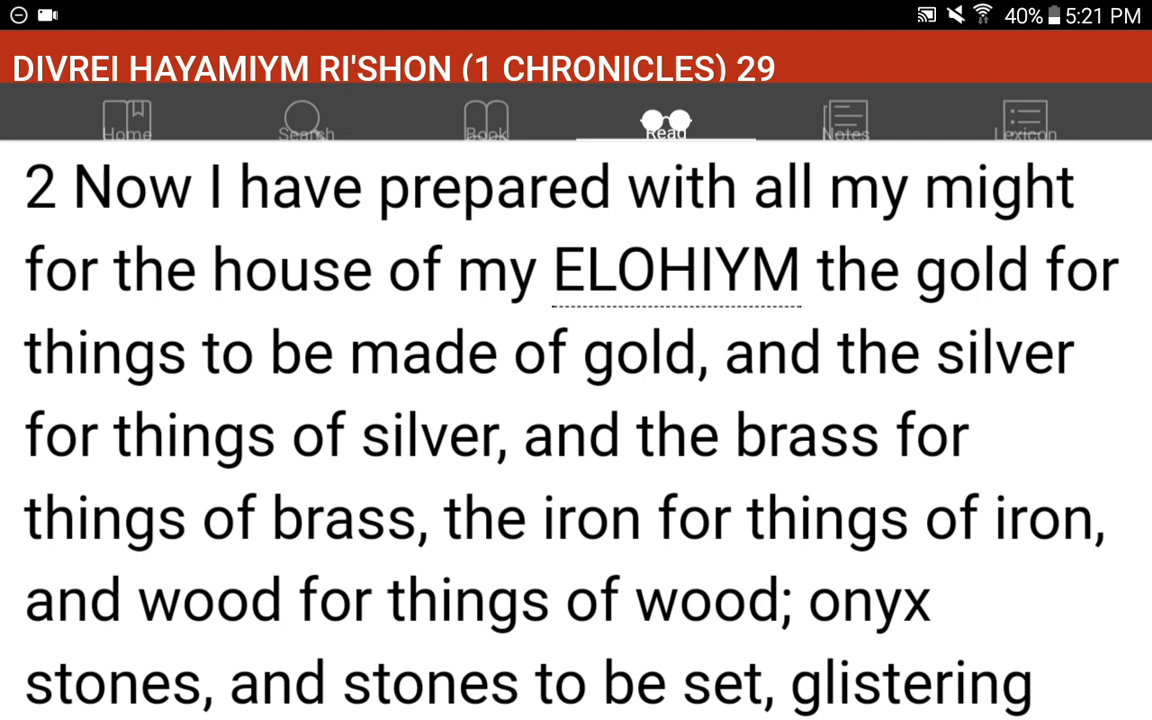 40% 5:21 PM
DIVREI HAYAMIYM RI'SHON (1 CHRONICLES) 29
Home Search Book Read Notes Lexicon
2 Now I have prepared with all my might
for the house of my ELOHIYM the gold for
things to be made of gold, and the silver
for things of silver, and the brass for
things of brass, the iron for things of iron,
and wood for things of wood; onyx
stones, and stones to be set, glistering